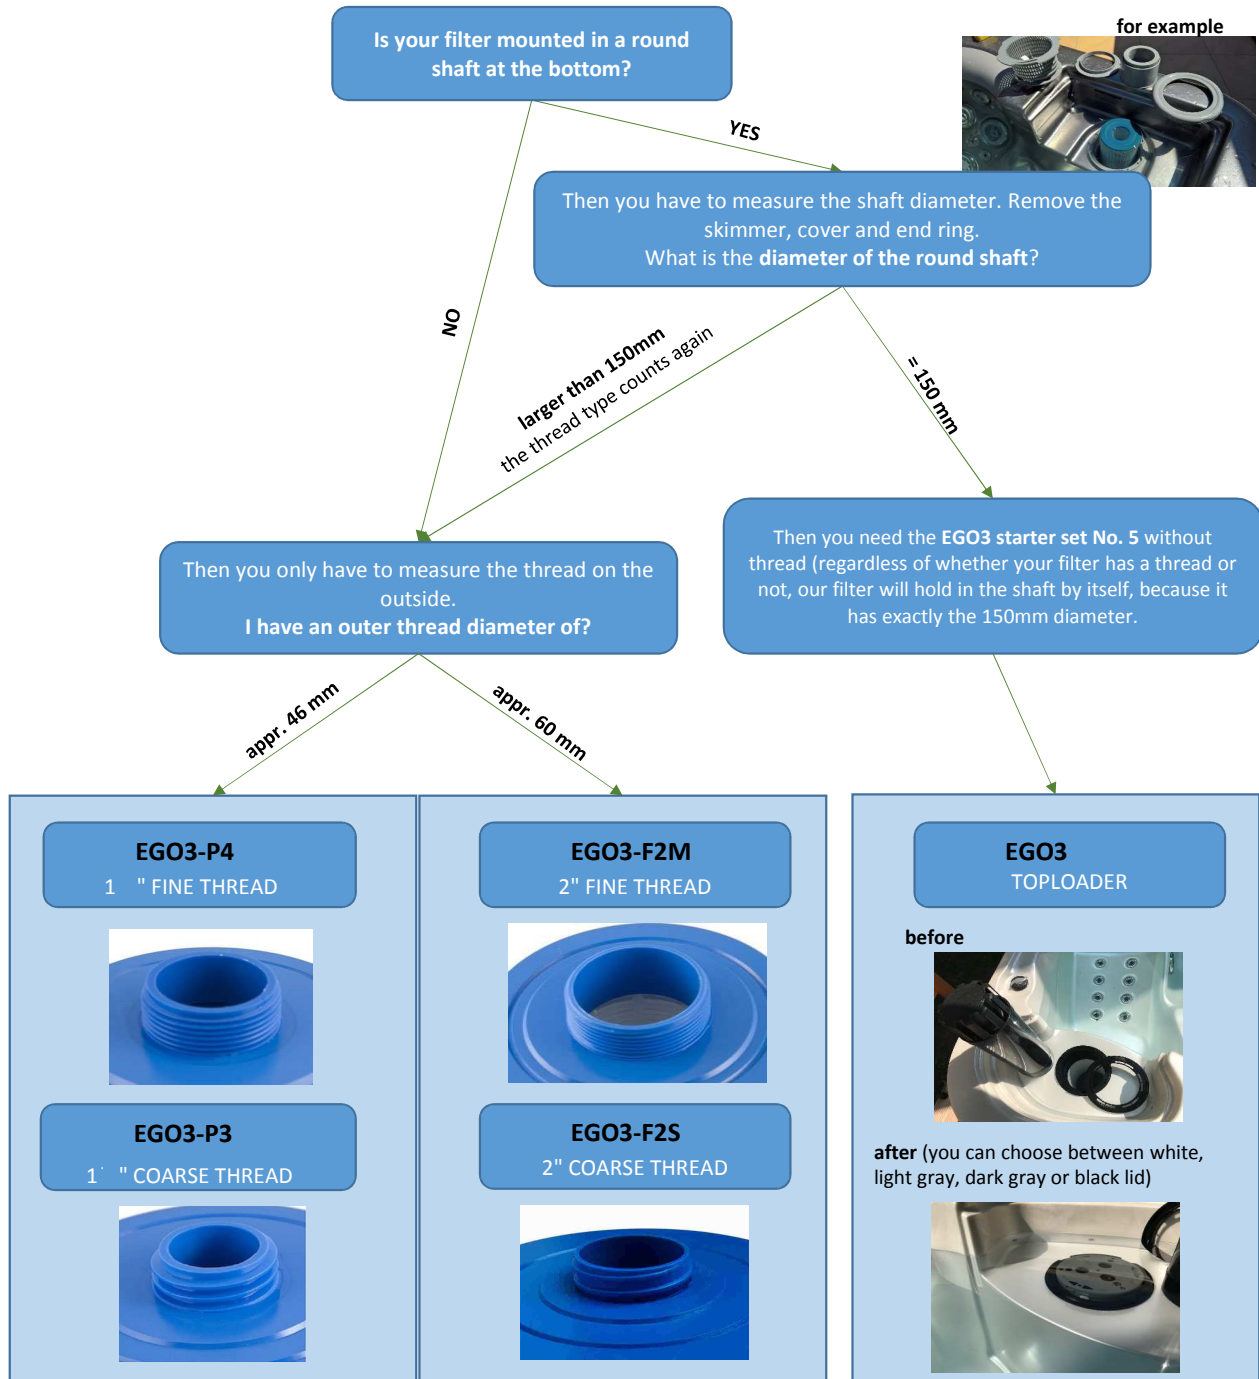 for example
Is your filter mounted in a round
shaft at the bottom?
YES
Then you have to measure the shaft diameter. Remove the
skimmer, cover and end ring.
What is the diameter of the round shaft?
NO
larger than 150mm
the thread type counts again
= 150 mm
Then you only have to measure the thread on the
outside.
I have an outer thread diameter of?
Then you need the EGO3 starter set No. 5 without
thread (regardless of whether your filter has a thread or
not, our filter will hold in the shaft by itself, because it
has exactly the 150mm diameter.
appr. 46 mm
appr. 60 mm
EGO3-P4
1 " FINE THREAD
EGO3-F2M
2" FINE THREAD
EGO3
TOPLOADER
before
EGO3-P3
1 " COARSE THREAD
EGO3-F2S
2" COARSE THREAD
after (you can choose between white,
light gray, dark gray or black lid)